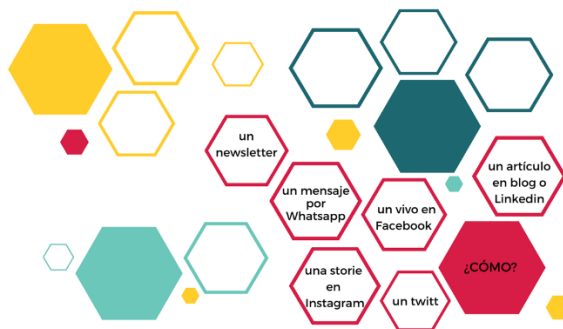 un
newsletter
un mensaje
por
Whatsapp
un vivo en
Facebook
un artículo
en blog o
Linkedin
una storie
en
Instagram
un twitt
¿CÓMO?